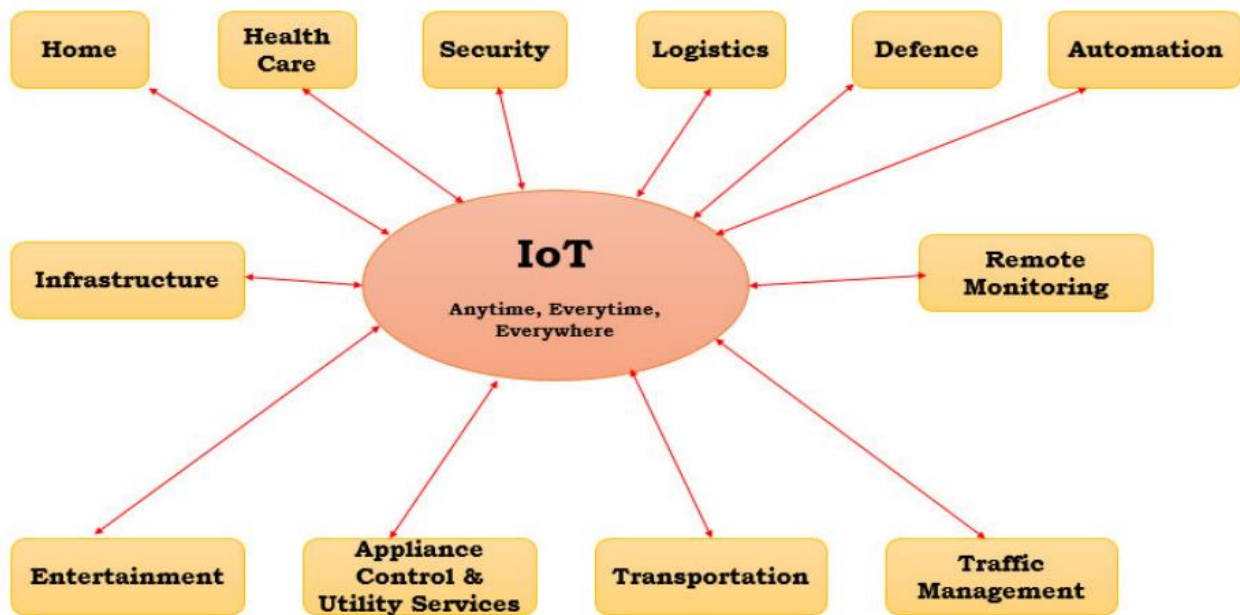 Home
Health
Care
Security
Logistics
Defence
Automation
IoT
Anytime, Everytime,
Everywhere
Infrastructure
Remote
Monitoring
Entertainment
Appliance
Control &
Utility Services
Transportation
Traffic
Management